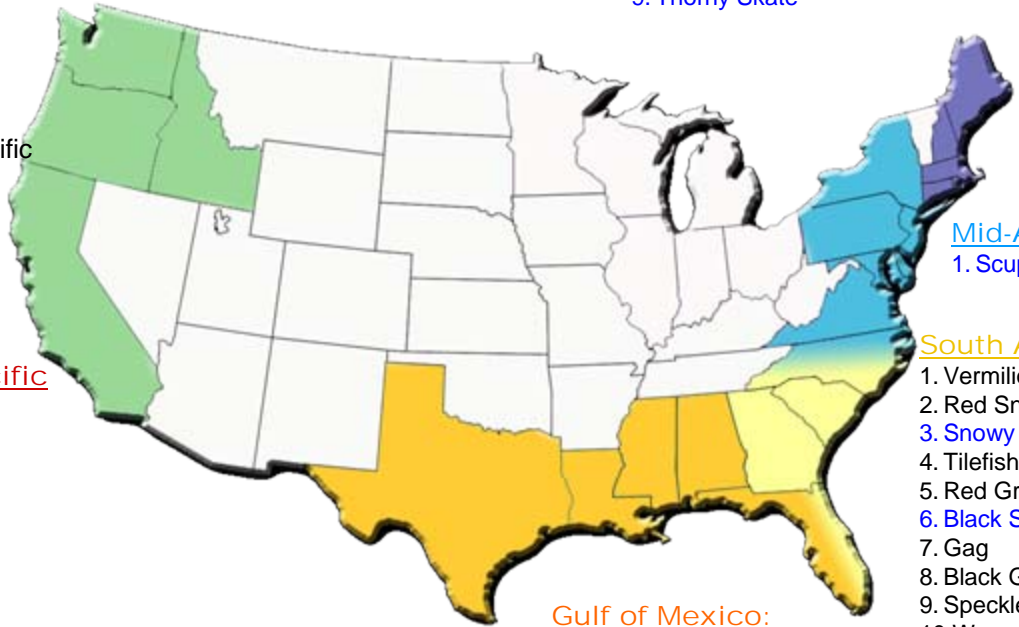 9. Thorny Skate
ific
Mid-A
1. Scup
cific
South A
1. Vermilio
2. Red Sn
3. Snowy
4. Tilefish
5. Red Gr
6. Black S
7. Gag
8. Black G
9. Speckle
Gulf of Mexico: